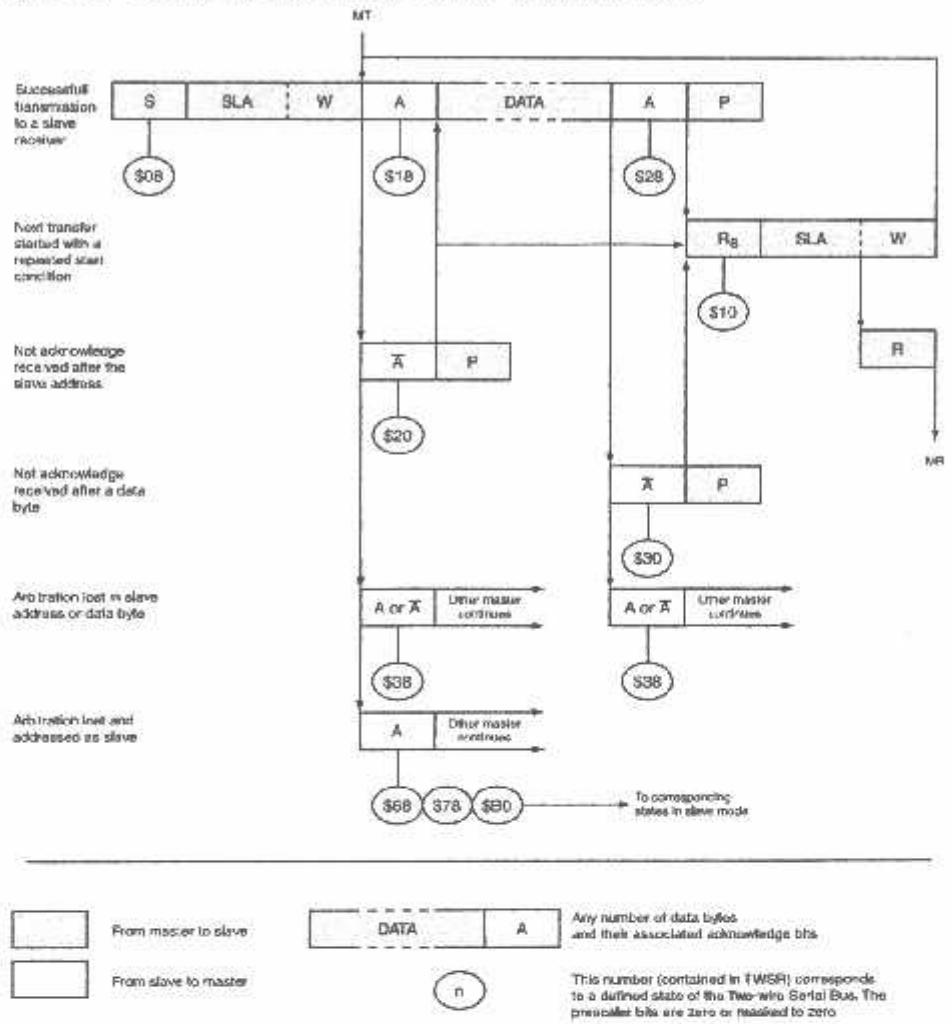 MT
Successfull
transmission
to a slave
receiver
S SLA W A DATA A P
$08 $18 $28
Next transfer
started with a
repeated start
condition
RS SLA W
$10
Not acknowledge
received after the
slave address
A̅ P
R
$20
MR
Not acknowledge
received after a data
byte
A̅ P
$30
Arbitration lost in slave
address or data byte
A or A̅ Other master
continues
A or A̅ Other master
continues
$38 $38
Arbitration lost and
addressed as slave
A Other master
continues
$68 $78 $B0 To corresponding
states in slave mode
From master to slave
DATA A Any number of data bytes
and their associated acknowledge bits
From slave to master
n This number (contained in TWSR) corresponds
to a defined state of the Two-wire Serial Bus. The
prescaler bits are zero or masked to zero